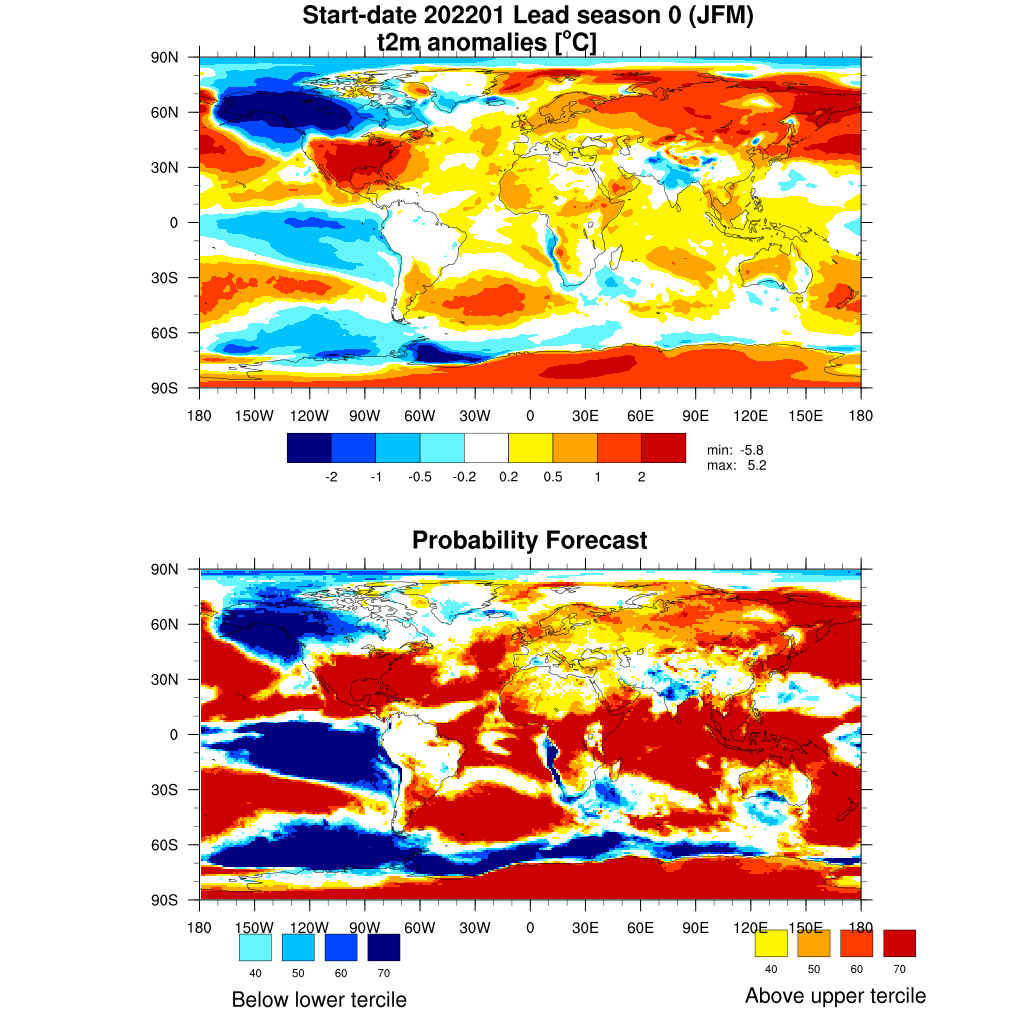 Start-date 202201 Lead season 0 (JFM)
t2m anomalies [°C]
90N
60N
30N
0
30S
60S
90S
180 150W 120W 90W 60W 30W 0 30E 60E 90E 120E 150E 180
-2 -1 -0.5 -0.2 0.2 0.5 1 2
min: -5.8
max: 5.2
Probability Forecast
90N
60N
30N
0
30S
60S
90S
180 150W 120W 90W 60W 30W 0 30E 60E 90E 120E 150E 180
40 50 60 70
Below lower tercile
40 50 60 70
Above upper tercile